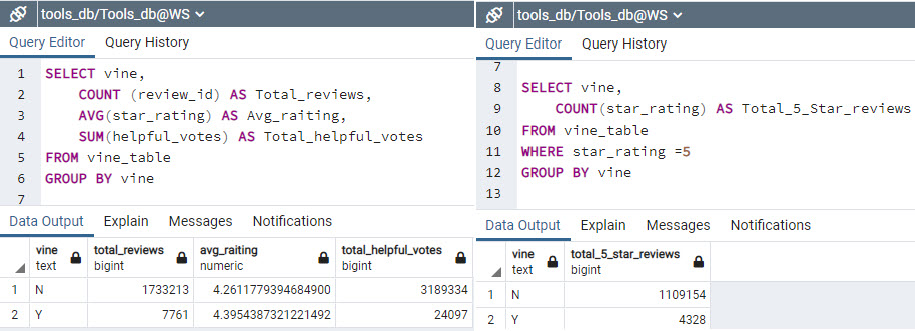 tools_db/Tools_db@WS
Query Editor Query History
1 SELECT vine,
2 COUNT (review_id) AS Total_reviews,
3 AVG(star_rating) AS Avg_raiting,
4 SUM(helpful_votes) AS Total_helpful_votes
5 FROM vine_table
6 GROUP BY vine
7
Data Output Explain Messages Notifications
vine total_reviews avg_raiting total_helpful_votes
text bigint numeric bigint
1 N 1733213 4.2611779394684900 3189334
2 Y 7761 4.3954387321221492 24097
tools_db/Tools_db@WS
Query Editor Query History
7
8 SELECT vine,
9 COUNT(star_rating) AS Total_5_Star_reviews
10 FROM vine_table
11 WHERE star_rating =5
12 GROUP BY vine
13
Data Output Explain Messages Notifications
vine total_5_star_reviews
text bigint
1 N 1109154
2 Y 4328